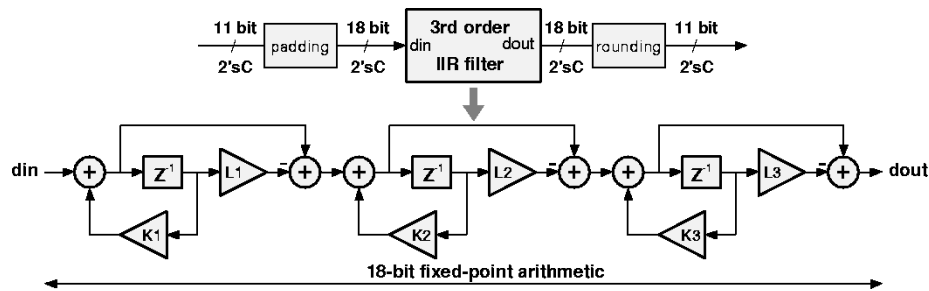 11 bit
2'sC
padding
18 bit
2'sC
din
3rd order
IIR filter
dout
18 bit
2'sC
rounding
11 bit
2'sC
din
+
Z-1
L1
-
+
K1
+
Z-1
L2
-
+
K2
+
Z-1
L3
-
+
K3
dout
18-bit fixed-point arithmetic